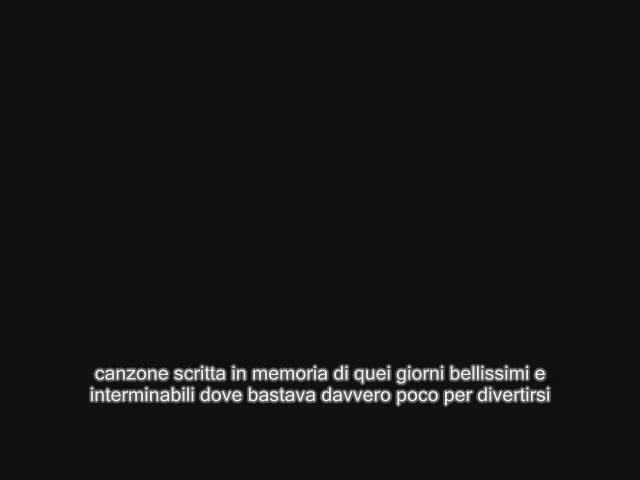 canzone scritta in memoria di quei giorni bellissimi e
interminabili dove bastava davvero poco per divertirsi